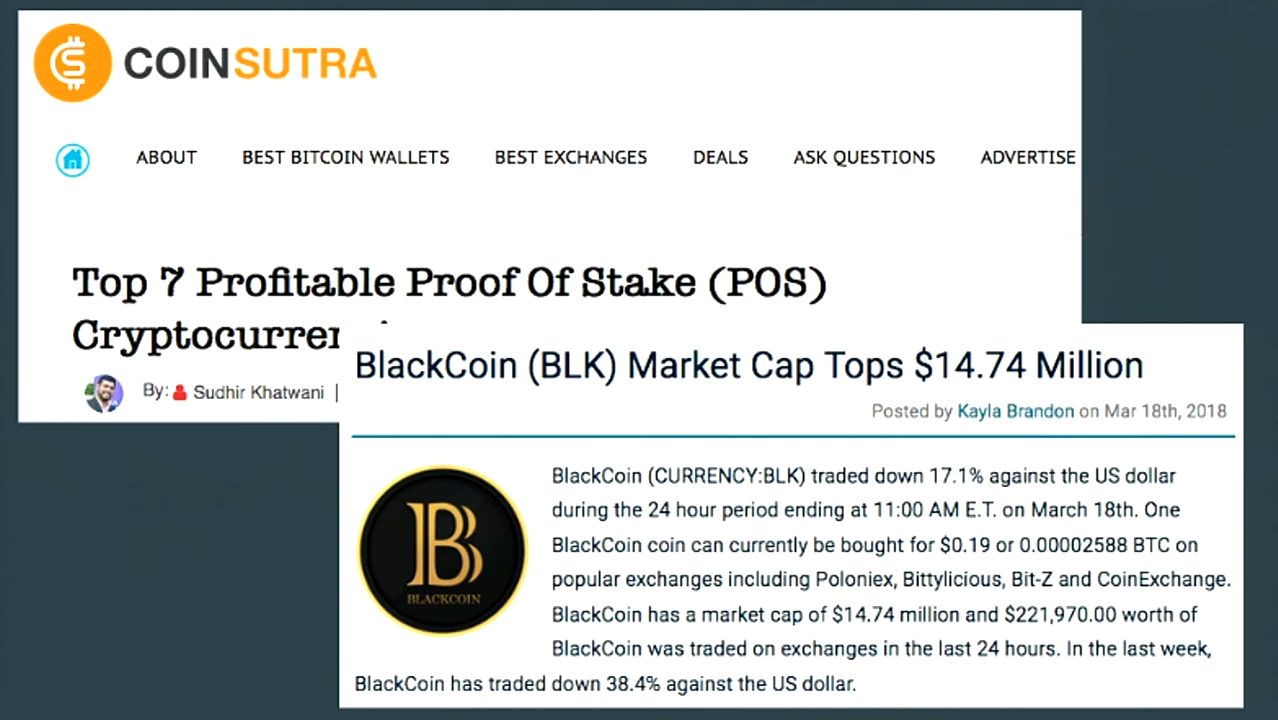 COINSUTRA
ABOUT BEST BITCOIN WALLETS BEST EXCHANGES DEALS ASK QUESTIONS ADVERTISE
Top 7 Profitable Proof Of Stake (POS)
Cryptocurren
By: Sudhir Khatwani |
BlackCoin (BLK) Market Cap Tops $14.74 Million
Posted by Kayla Brandon on Mar 18th, 2018
BLACKCOIN
BlackCoin (CURRENCY:BLK) traded down 17.1% against the US dollar
during the 24 hour period ending at 11:00 AM E.T. on March 18th. One
BlackCoin coin can currently be bought for $0.19 or 0.00002588 BTC on
popular exchanges including Poloniex, Bittylicious, Bit-Z and CoinExchange.
BlackCoin has a market cap of $14.74 million and $221,970.00 worth of
BlackCoin was traded on exchanges in the last 24 hours. In the last week,
BlackCoin has traded down 38.4% against the US dollar.